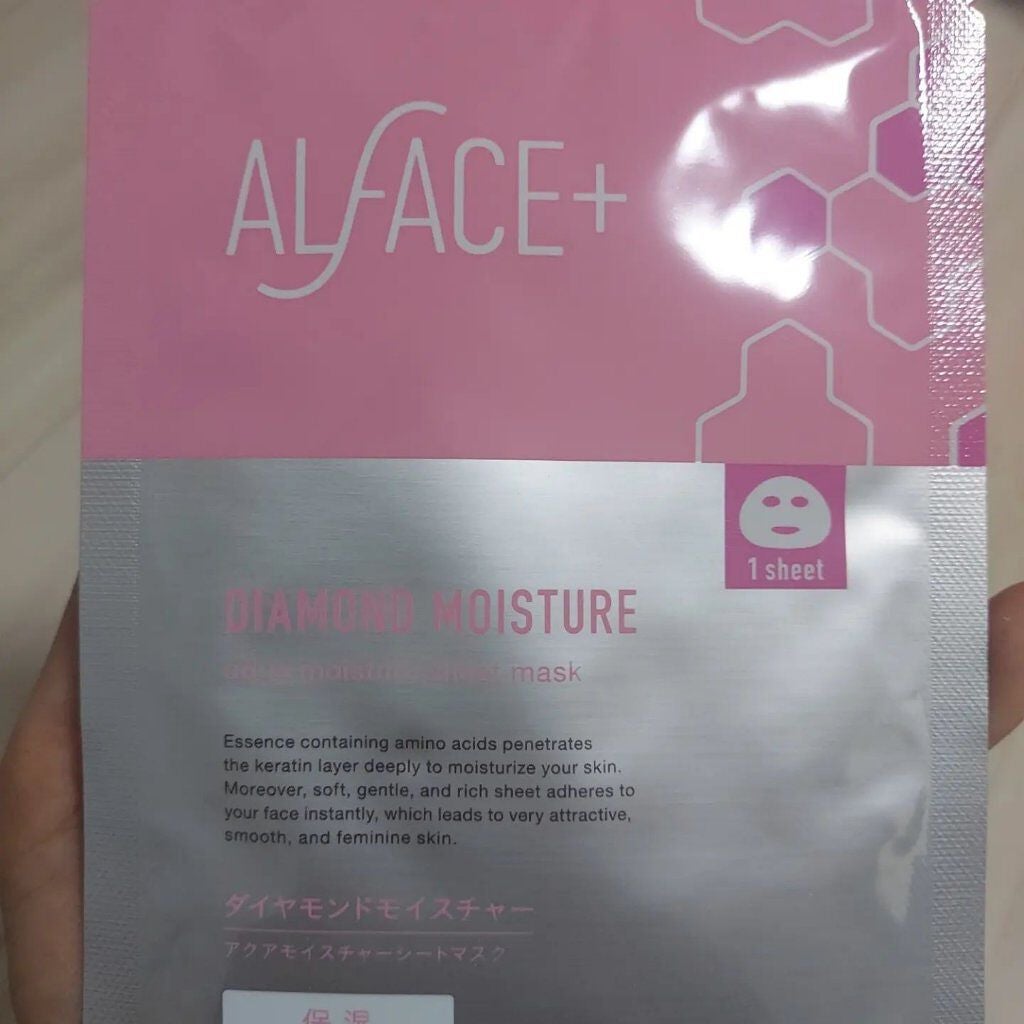 ALFACE+
1 sheet
DIAMOND MOISTURE
aqua moisture sheet mask
Essence containing amino acids penetrates
the keratin layer deeply to moisturize your skin.
Moreover, soft, gentle, and rich sheet adheres to
your face instantly, which leads to very attractive,
smooth, and feminine skin.
ダイヤモンドモイスチャー
アクアモイスチャーシートマスク
保湿